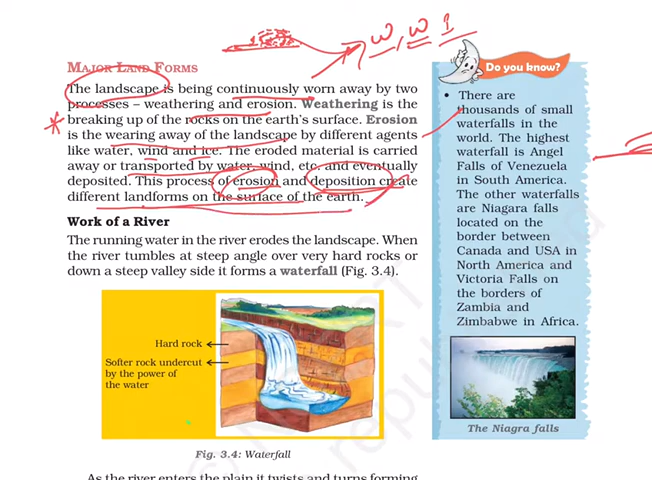 W, W I
MAJOR LAND FORMS
The landscape is being continuously worn away by two
processes – weathering and erosion. Weathering is the
breaking up of the rocks on the earth's surface. Erosion
is the wearing away of the landscape by different agents
like water, wind and ice. The eroded material is carried
away or transported by water, wind, etc. and eventually
deposited. This process of erosion and deposition create
different landforms on the surface of the earth.
Work of a River
The running water in the river erodes the landscape. When
the river tumbles at steep angle over very hard rocks or
down a steep valley side it forms a waterfall (Fig. 3.4).
Hard rock
Softer rock undercut
by the power of
the water
Fig. 3.4: Waterfall
As the river enters the plain it twists and turns forming
Do you know?
• There are
thousands of small
waterfalls in the
world. The highest
waterfall is Angel
Falls of Venezuela
in South America.
The other waterfalls
are Niagara falls
located on the
border between
Canada and USA in
North America and
Victoria Falls on
the borders of
Zambia and
Zimbabwe in Africa.
The Niagra falls